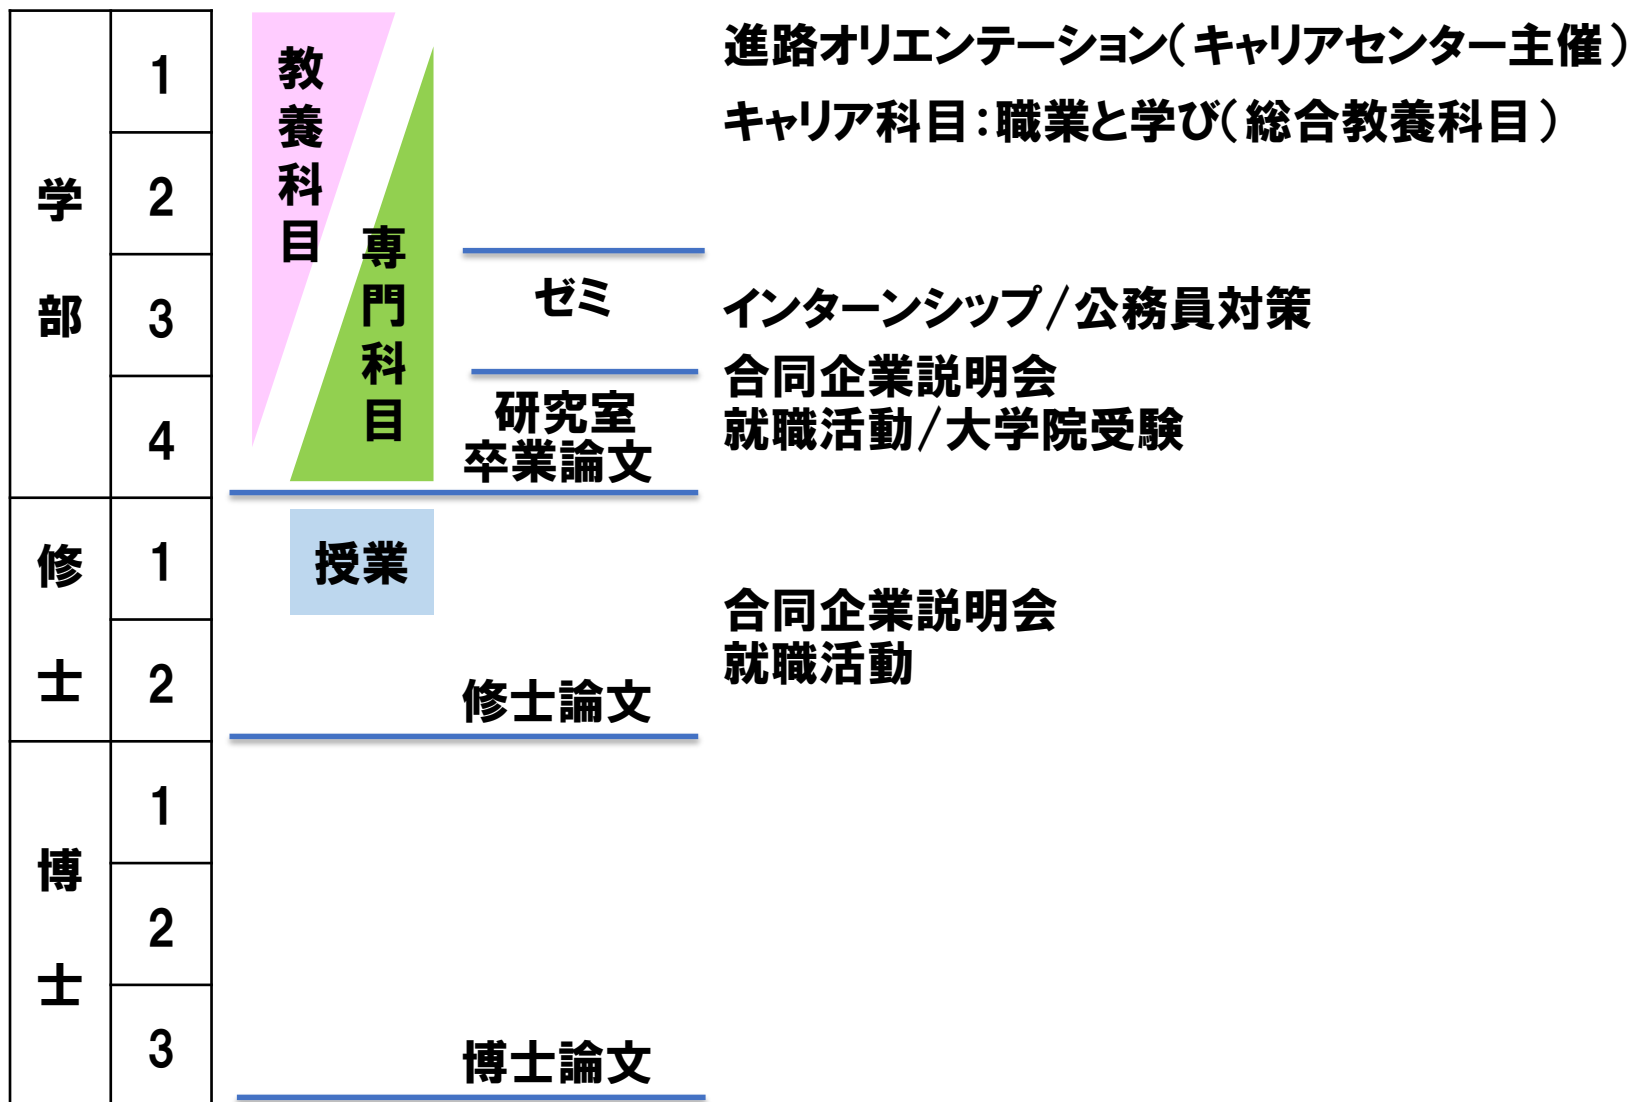 学部
1
2
3
4
教養科目
専門科目
ゼミ
研究室
卒業論文
進路オリエンテーション(キャリアセンター主催)
キャリア科目:職業と学び(総合教養科目)
インターンシップ/公務員対策
合同企業説明会
就職活動/大学院受験
修士
1
2
授業
修士論文
合同企業説明会
就職活動
博士
1
2
3
博士論文